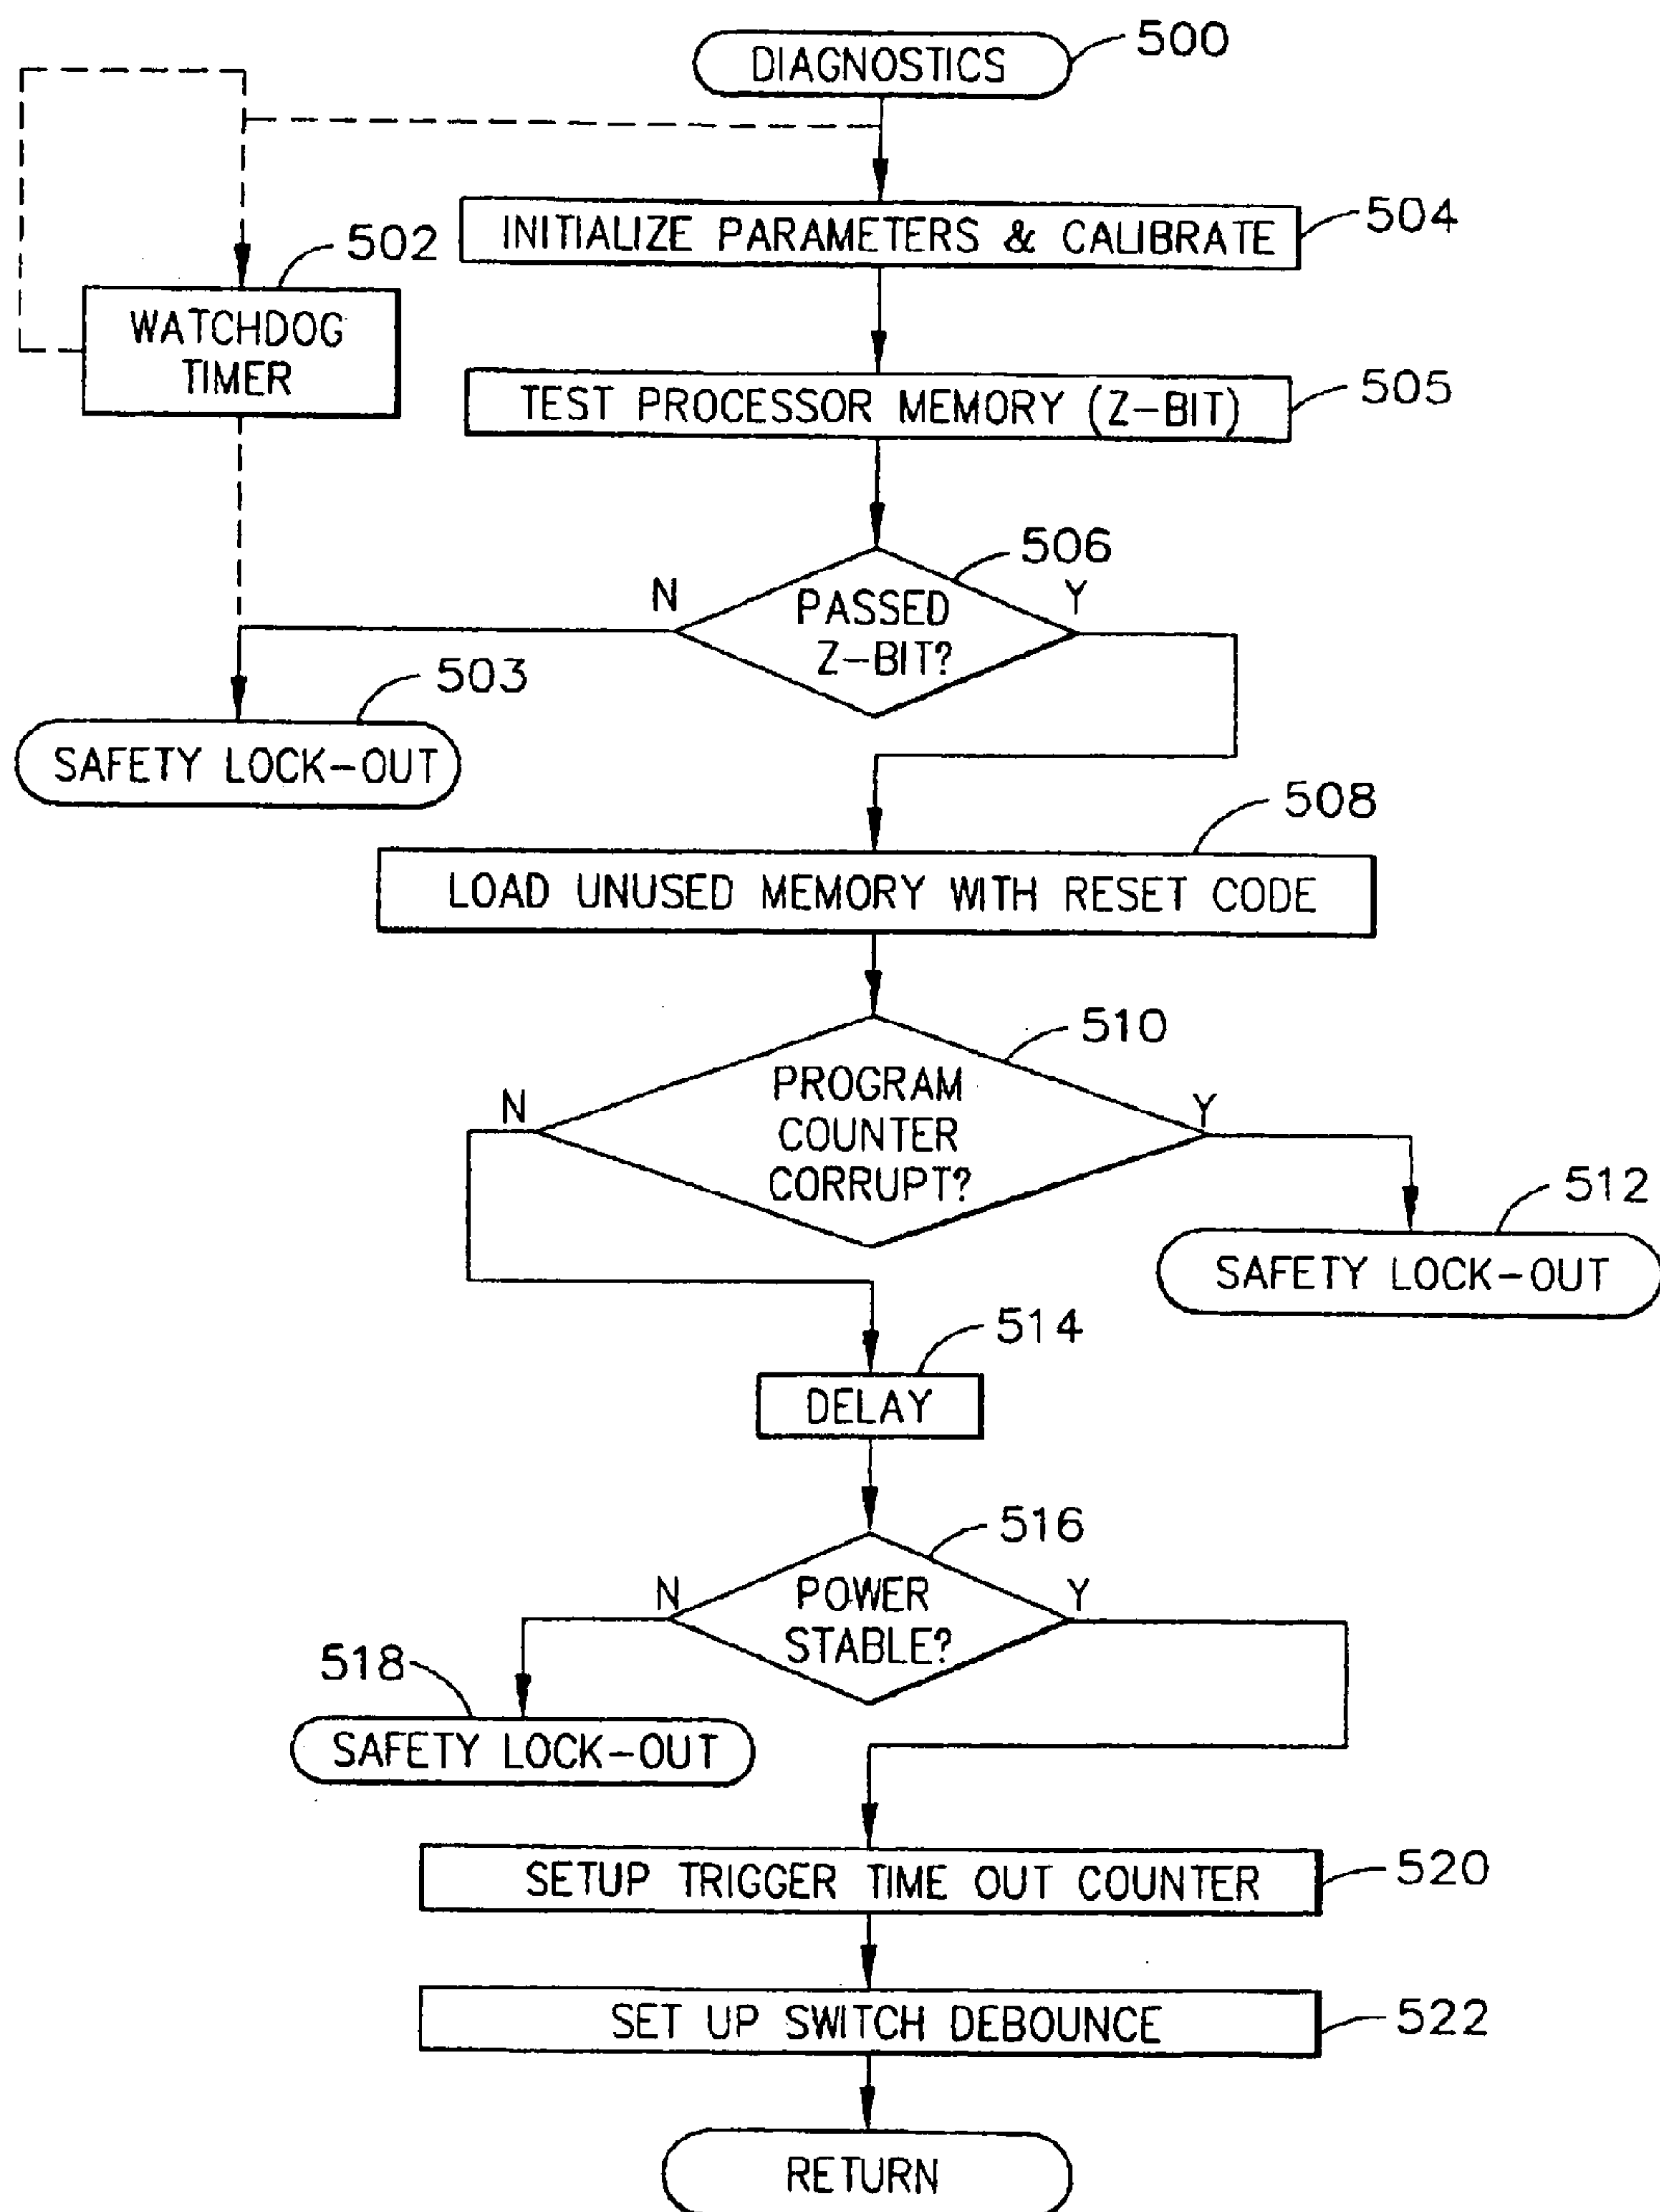 DIAGNOSTICS
500
INITIALIZE PARAMETERS & CALIBRATE
504
502
WATCHDOG
TIMER
TEST PROCESSOR MEMORY (Z-BIT)
505
506
N
PASSED
Z-BIT?
Y
503
SAFETY LOCK-OUT
508
LOAD UNUSED MEMORY WITH RESET CODE
510
N
PROGRAM
COUNTER
CORRUPT?
Y
512
SAFETY LOCK-OUT
514
DELAY
516
N
POWER
STABLE?
Y
518
SAFETY LOCK-OUT
SETUP TRIGGER TIME OUT COUNTER
520
SET UP SWITCH DEBOUNCE
522
RETURN